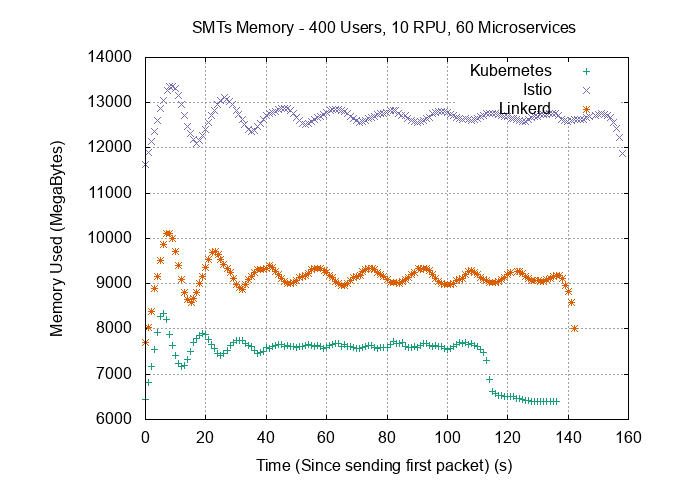 SMTs Memory - 400 Users, 10 RPU, 60 Microservices
14000
13000
12000
11000
10000
9000
8000
7000
6000
Memory Used (MegaBytes)
Kubernetes
Istio
Linkerd
0 20 40 60 80 100 120 140 160
Time (Since sending first packet) (s)